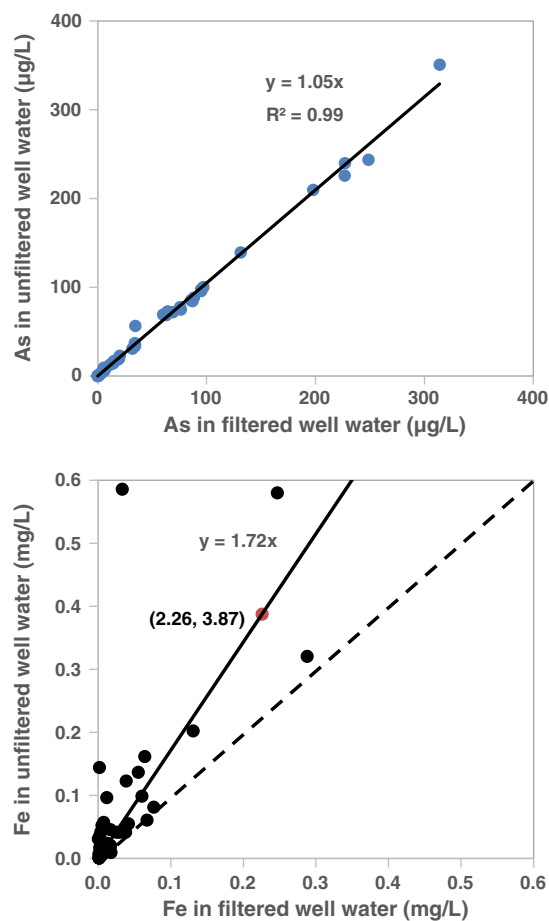 As in unfiltered well water (µg/L)
400
300
200
100
0
y = 1.05x
R² = 0.99
0 100 200 300 400
As in filtered well water (µg/L)
Fe in unfiltered well water (mg/L)
0.6
0.5
0.4
0.3
0.2
0.1
0.0
y = 1.72x
(2.26, 3.87)
0.0 0.1 0.2 0.3 0.4 0.5 0.6
Fe in filtered well water (mg/L)